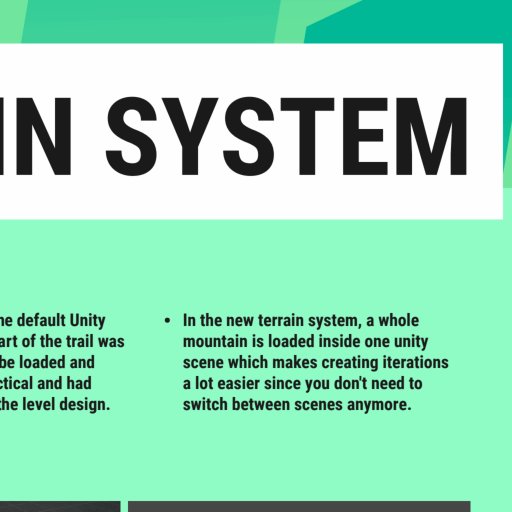 IN SYSTEM
he default Unity
art of the trail was
be loaded and
ctical and had
the level design.
• In the new terrain system, a whole
mountain is loaded inside one unity
scene which makes creating iterations
a lot easier since you don't need to
switch between scenes anymore.